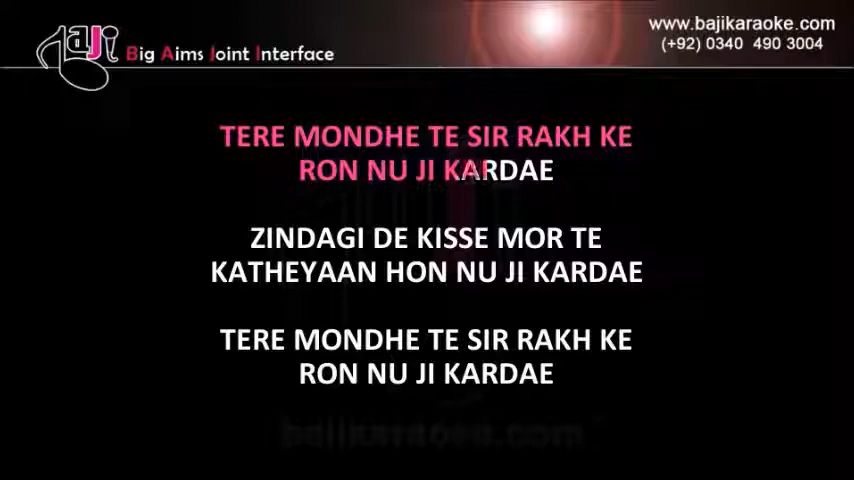 BAJI
Big Aims Joint Interface
www.bajikaraoke.com
(+92) 0340 490 3004
TERE MONDHE TE SIR RAKH KE
RON NU JI KARDAE
ZINDAGI DE KISSE MOR TE
KATHEYAAN HON NU JI KARDAE
TERE MONDHE TE SIR RAKH KE
RON NU JI KARDAE